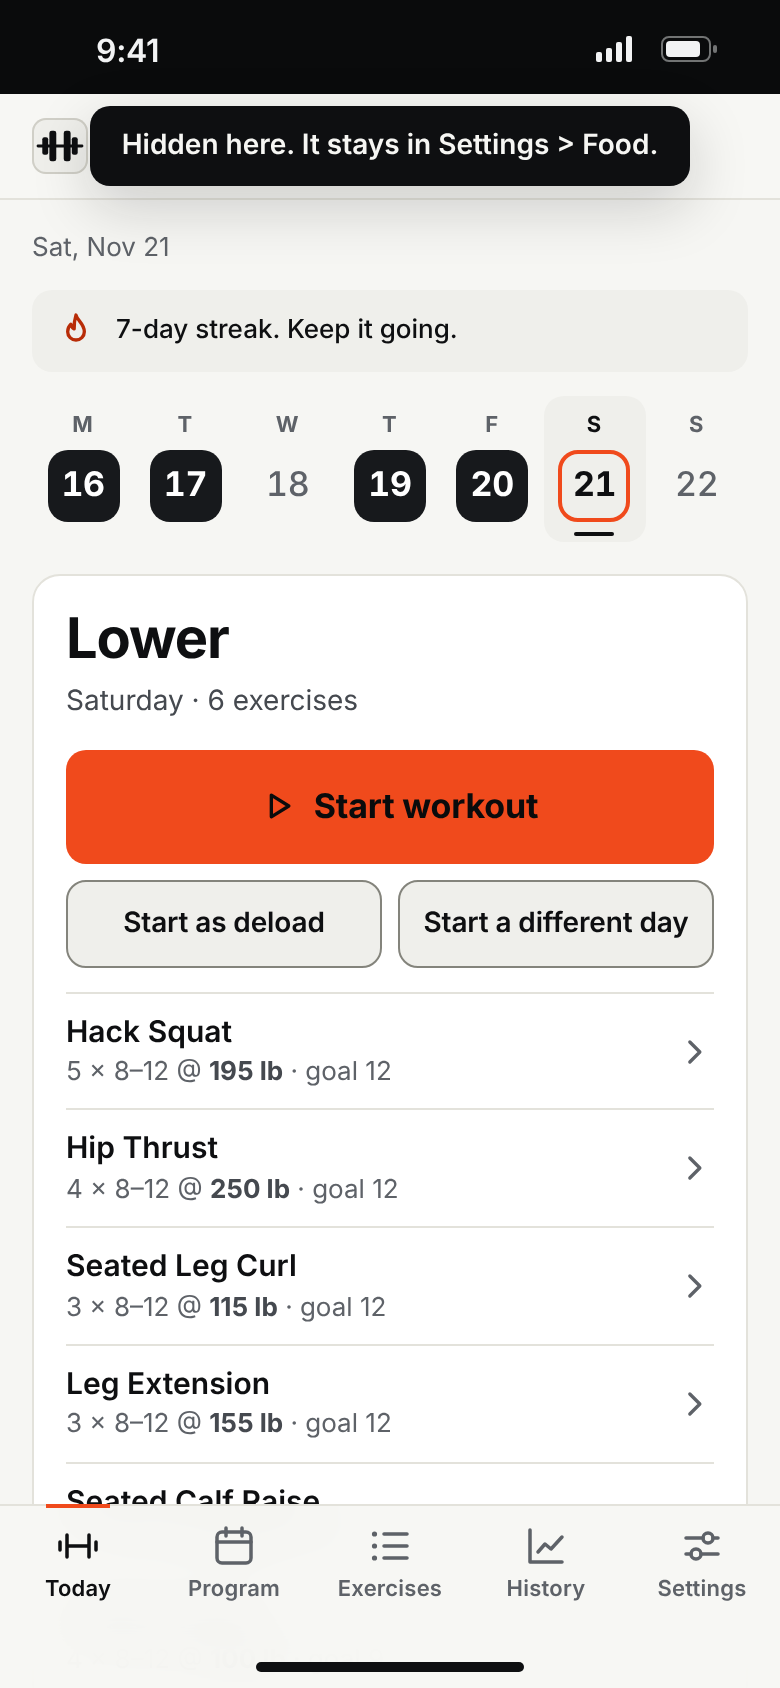 9:41
Hidden here. It stays in Settings > Food.
Sat, Nov 21
7-day streak. Keep it going.
M T W T F S S
16 17 18 19 20 21 22
Lower
Saturday · 6 exercises
Start workout
Start as deload Start a different day
Hack Squat
5 × 8–12 @ 195 lb · goal 12
Hip Thrust
4 × 8–12 @ 250 lb · goal 12
Seated Leg Curl
3 × 8–12 @ 115 lb · goal 12
Leg Extension
3 × 8–12 @ 155 lb · goal 12
Seated Calf Raise
Today Program Exercises History Settings